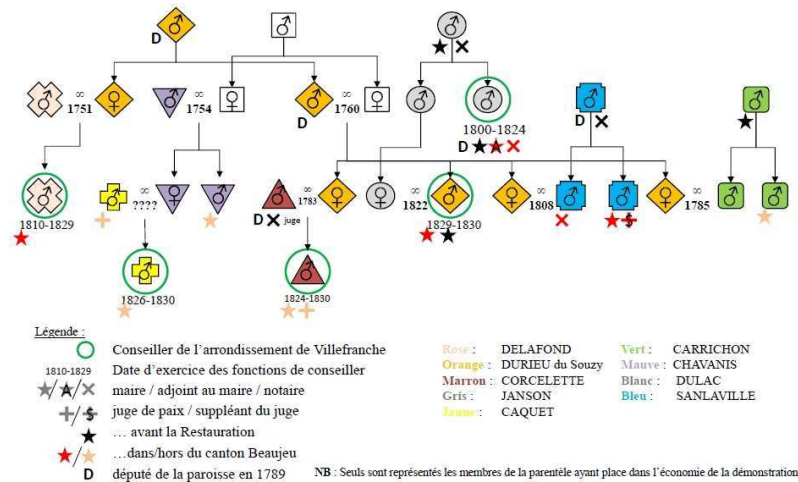 D
∞
1751
∞
1754
D
∞
1760
1800-1824
D
D
1810-1829
∞
????
∞
1783
D
juge
∞
1822
1829-1830
∞
1808
∞
1785
1826-1830
1824-1830
Légende :
Conseiller de l'arrondissement de Villefranche
1810-1829 Date d'exercice des fonctions de conseiller
maire / adjoint au maire / notaire
juge de paix / suppléant du juge
… avant la Restauration
…dans/hors du canton Beaujeu
D député de la paroisse en 1789
Rose : DELAFOND
Orange : DURIEU du Souzy
Marron : CORCELETTE
Gris : JANSON
Jaune : CAQUET
Vert : CARRICHON
Mauve : CHAVANIS
Blanc : DULAC
Bleu : SANLAVILLE
NB : Seuls sont représentés les membres de la parentèle ayant place dans l'économie de la démonstration